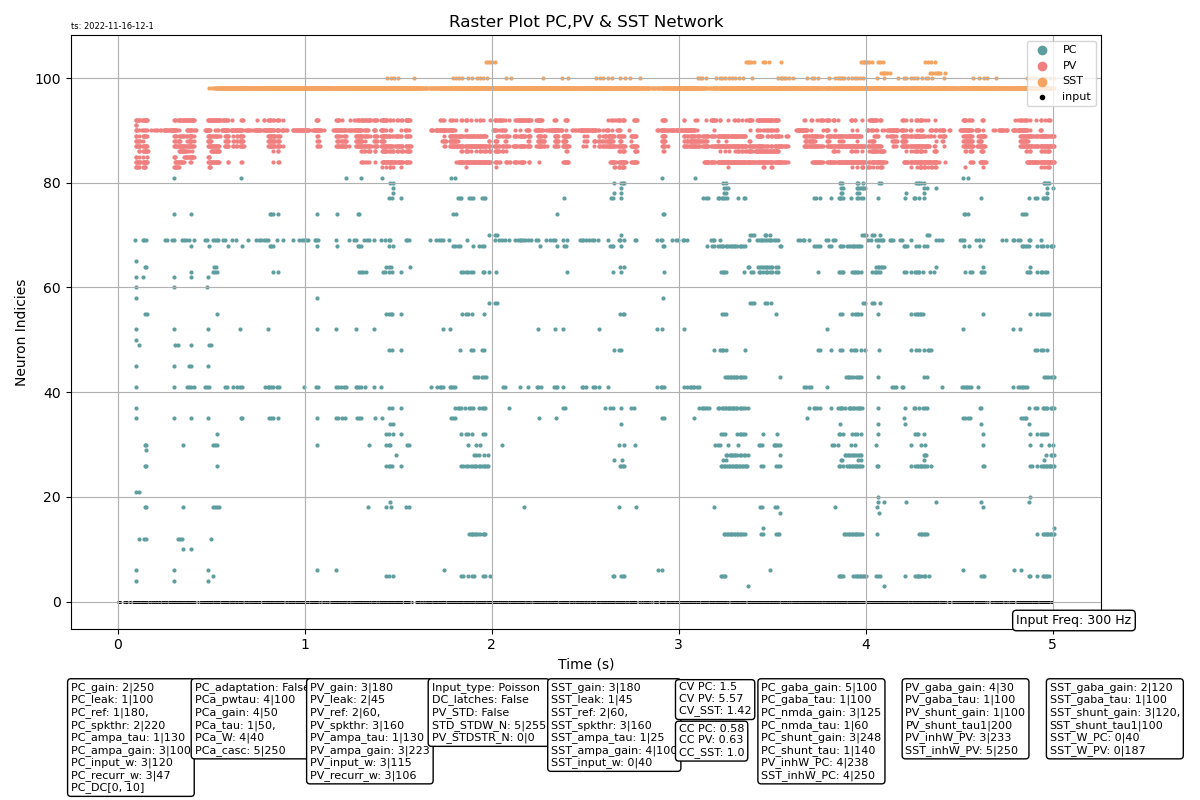 ts: 2022-11-16-12-1
Raster Plot PC,PV & SST Network
PC
PV
SST
input
Neuron Indicies
100
80
60
40
20
0
0 1 2 3 4 5
Time (s)
Input Freq: 300 Hz
PC_gain: 2|250
PC_leak: 1|100
PC_ref: 1|180,
PC_spkthr: 2|220
PC_ampa_tau: 1|130
PC_ampa_gain: 3|100
PC_input_w: 3|120
PC_recurr_w: 3|47
PC_DC[0, 10]
PC_adaptation: False
PCa_pwtau: 4|100
PCa_gain: 4|50
PCa_tau: 1|50,
PCa_W: 4|40
PCa_casc: 5|250
PV_gain: 3|180
PV_leak: 2|45
PV_ref: 2|60,
PV_spkthr: 3|160
PV_ampa_tau: 1|130
PV_ampa_gain: 3|223
PV_input_w: 3|115
PV_recurr_w: 3|106
Input_type: Poisson
DC_latches: False
PV_STD: False
STD_STDW_N: 5|255
PV_STDSTR_N: 0|0
SST_gain: 3|180
SST_leak: 1|45
SST_ref: 2|60,
SST_spkthr: 3|160
SST_ampa_tau: 1|25
SST_ampa_gain: 4|100
SST_input_w: 0|40
CV PC: 1.5
CV PV: 5.57
CV_SST: 1.42
CC PC: 0.58
CC PV: 0.63
CC_SST: 1.0
PC_gaba_gain: 5|100
PC_gaba_tau: 1|100
PC_nmda_gain: 3|125
PC_nmda_tau: 1|60
PC_shunt_gain: 3|248
PC_shunt_tau: 1|140
PV_inhW_PC: 4|238
SST_inhW_PC: 4|250
PV_gaba_gain: 4|30
PV_gaba_tau: 1|100
PV_shunt_gain: 1|100
PV_shunt_tau1|200
PV_inhW_PV: 3|233
SST_inhW_PV: 5|250
SST_gaba_gain: 2|120
SST_gaba_tau: 1|100
SST_shunt_gain: 3|120,
SST_shunt_tau1|100
SST_W_PC: 0|40
SST_W_PV: 0|187